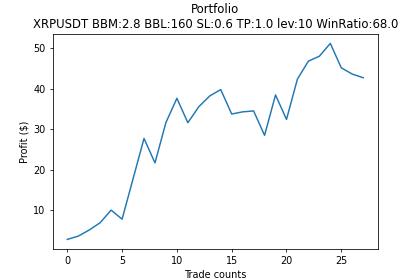 Portfolio
XRPUSDT BBM:2.8 BBL:160 SL:0.6 TP:1.0 lev:10 WinRatio:68.0
50
40
30
20
10
Profit ($)
0 5 10 15 20 25
Trade counts